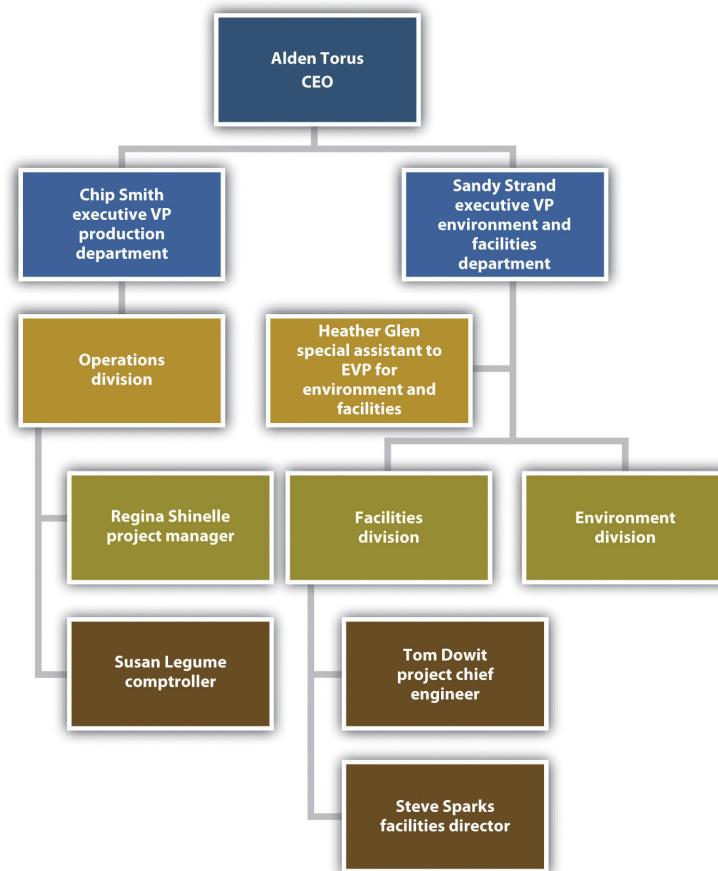 Alden Torus
CEO
Chip Smith
executive VP
production
department
Sandy Strand
executive VP
environment and
facilities
department
Operations
division
Heather Glen
special assistant to
EVP for
environment and
facilities
Regina Shinelle
project manager
Facilities
division
Environment
division
Susan Legume
comptroller
Tom Dowit
project chief
engineer
Steve Sparks
facilities director